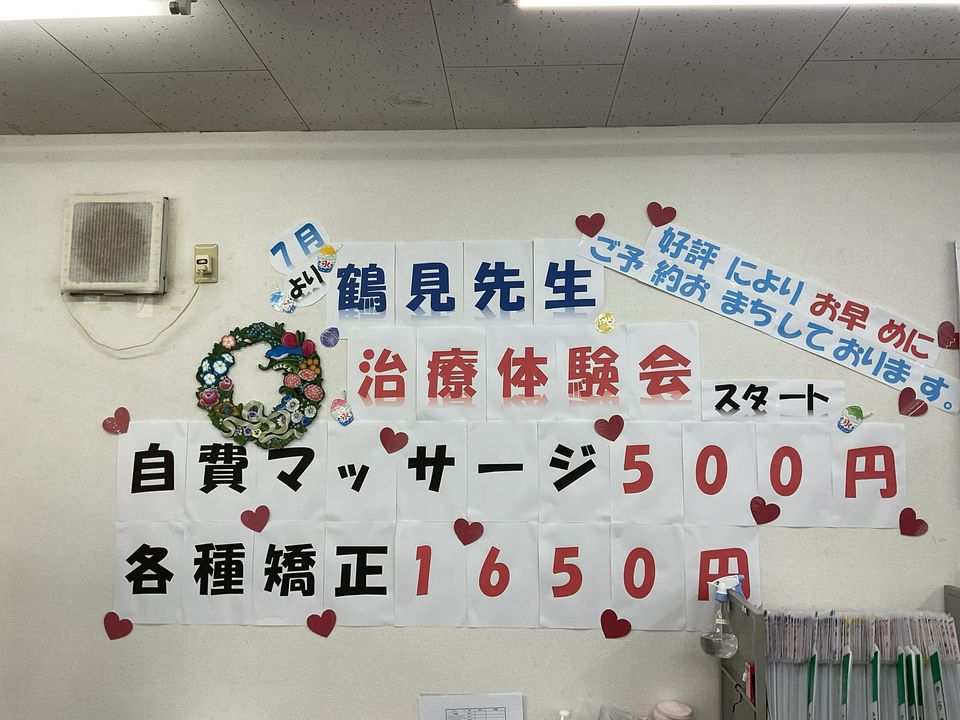 7月
より
鶴見先生
治療体験会
スタート
好評によりお早めに
ご予約おまちしております。
自費マッサージ500円
各種矯正1650円
氷
氷
氷